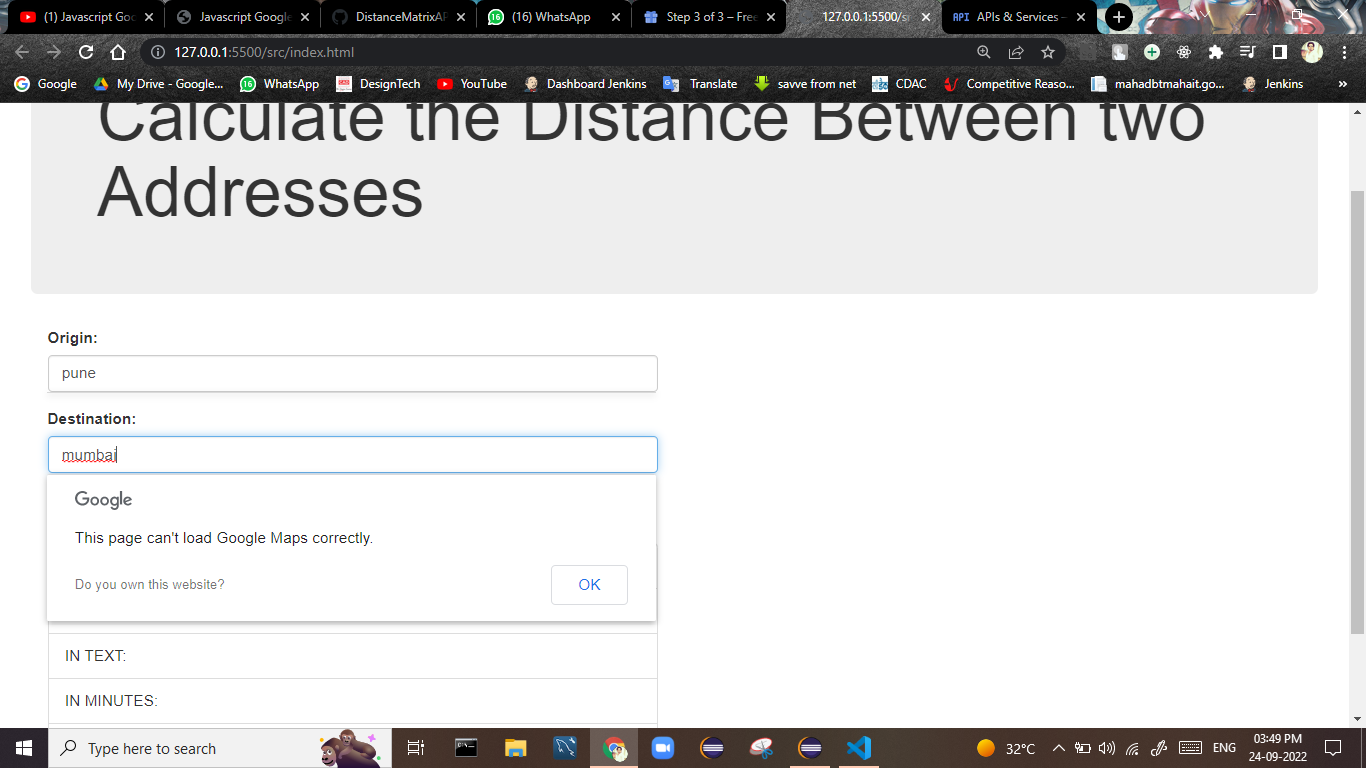 (1) Javascript Goo
Javascript Google
DistanceMatrixAP
(16) WhatsApp
Step 3 of 3 – Free
127.0.0.1:5500/sr
API APIs & Services –
127.0.0.1:5500/src/index.html
Google My Drive - Google... WhatsApp DesignTech YouTube Dashboard Jenkins Translate savve from net CDAC Competitive Reaso... mahadbtmahait.go... Jenkins »
Calculate the Distance Between two
Addresses
Origin:
pune
Destination:
mumbai
Google
This page can't load Google Maps correctly.
Do you own this website?
OK
IN TEXT:
IN MINUTES:
Type here to search
32°C
ENG
03:49 PM
24-09-2022